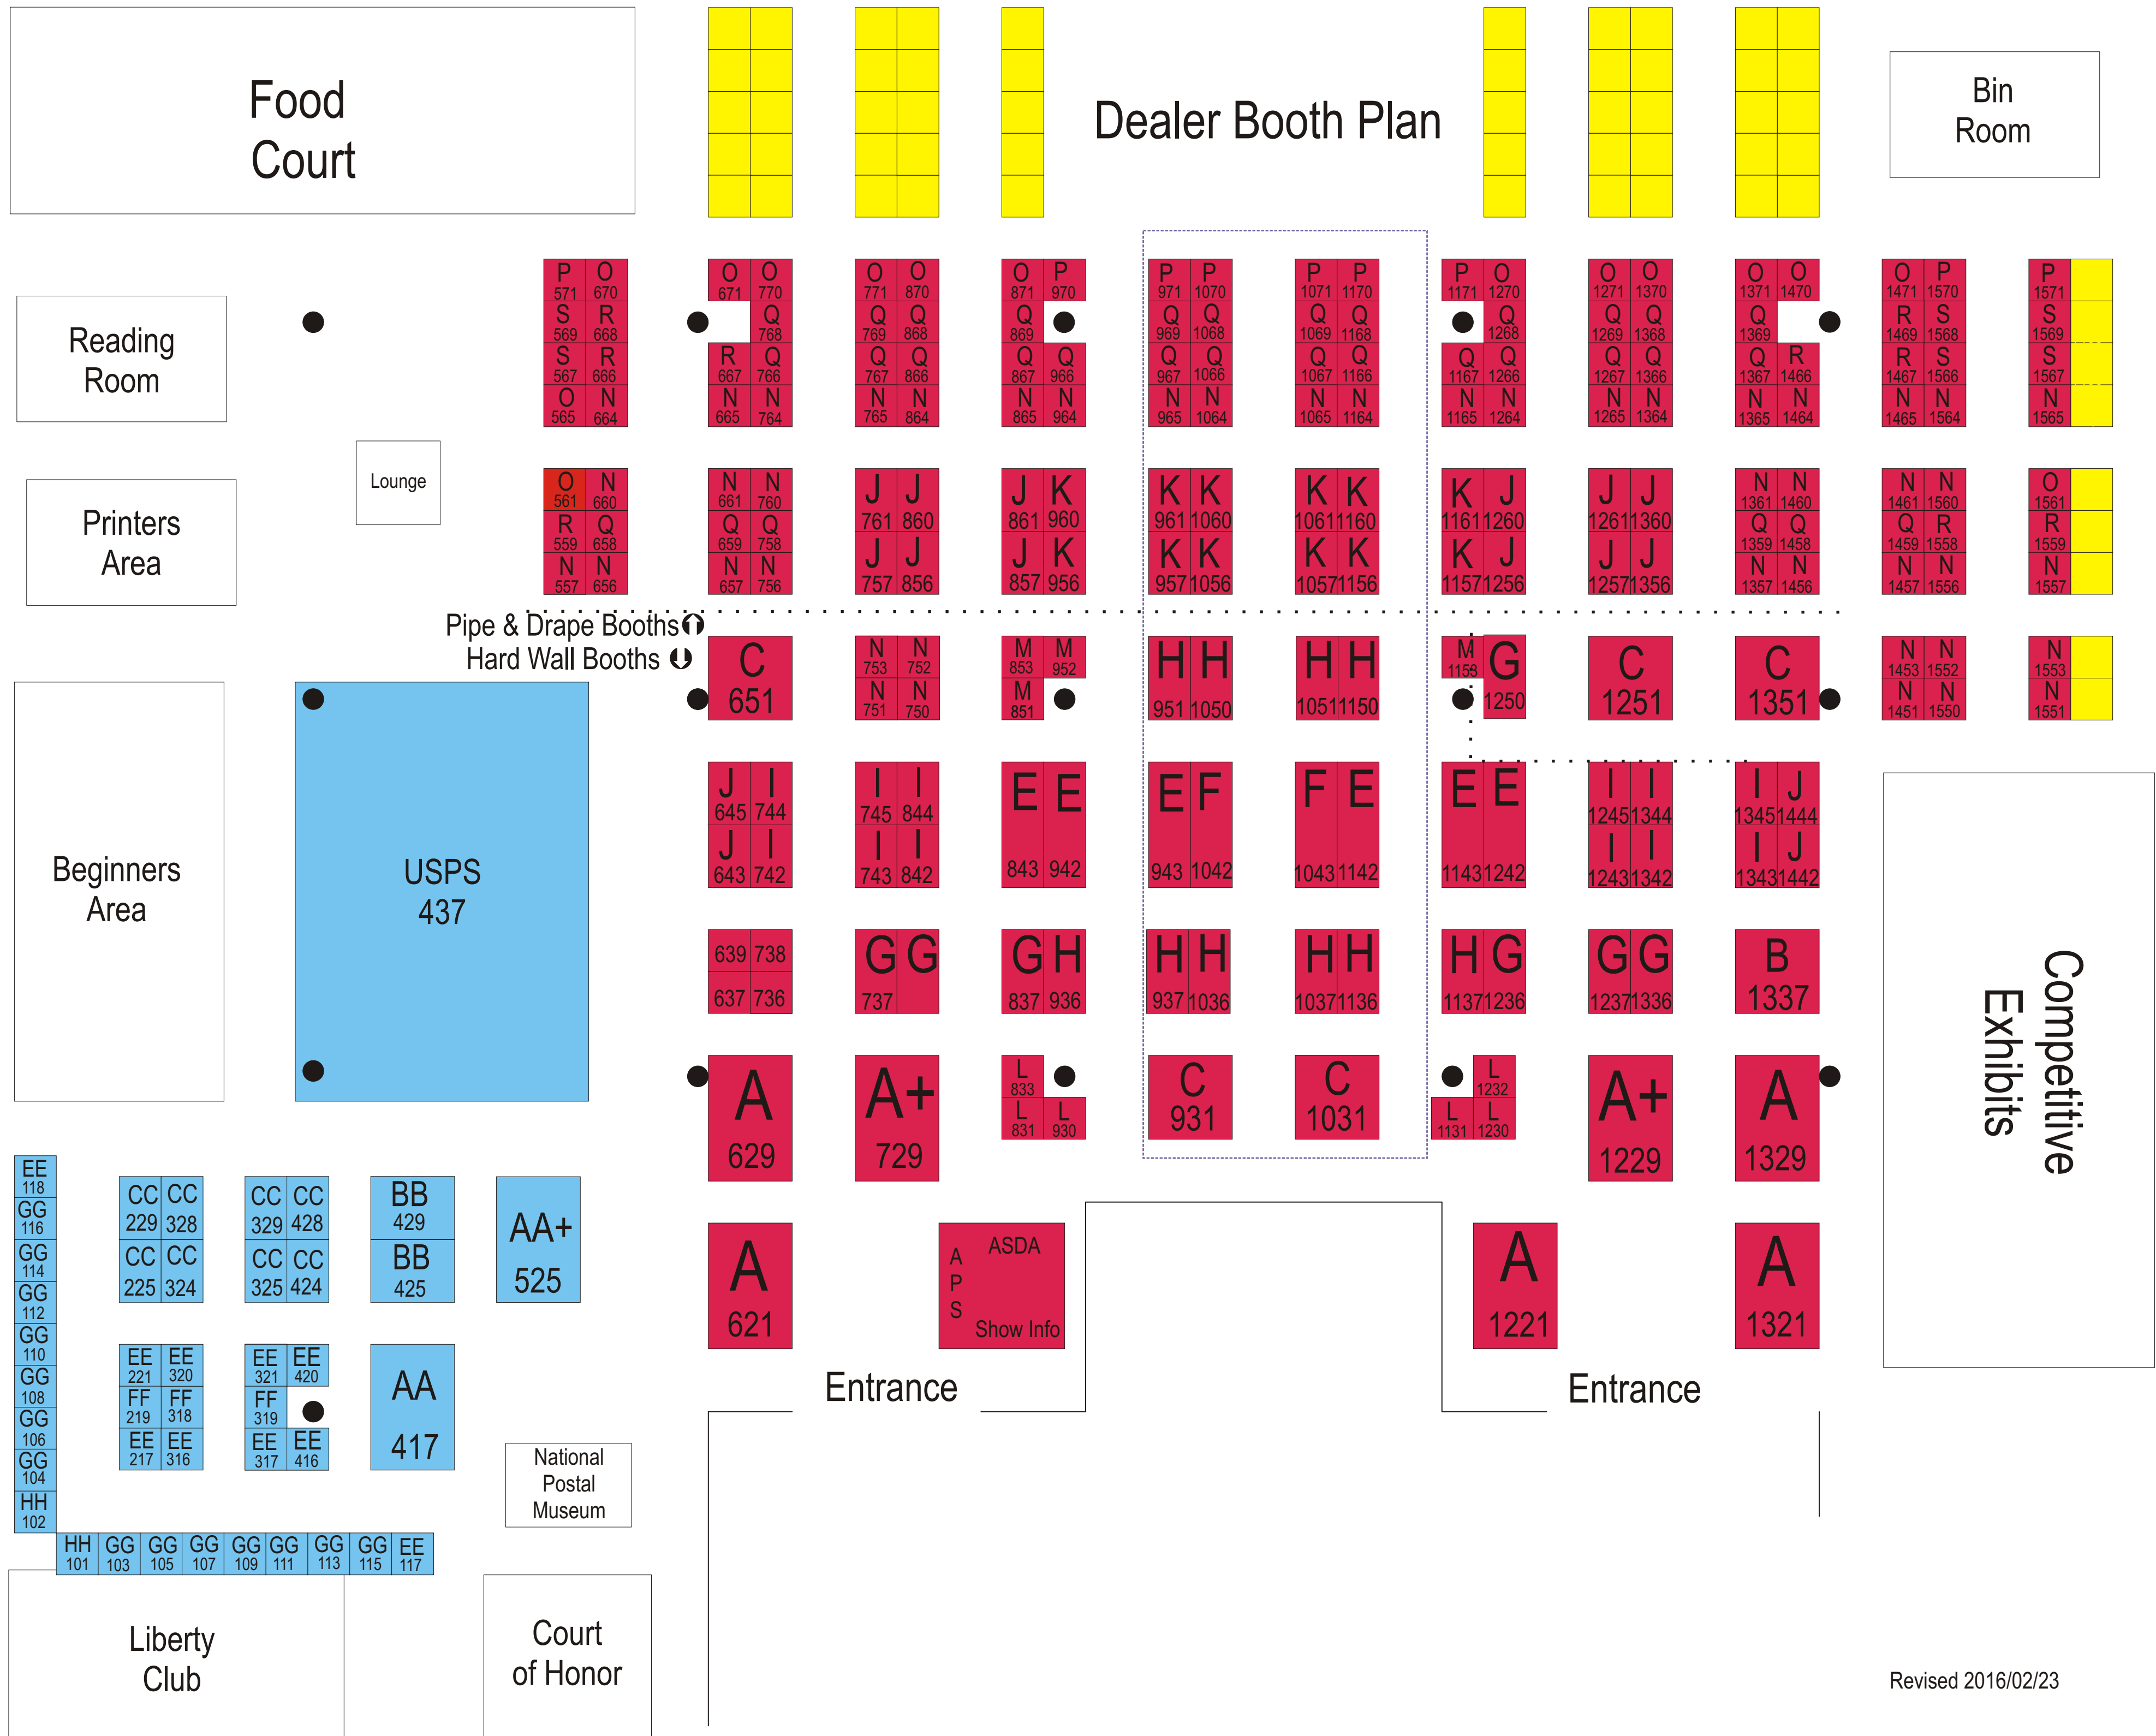 Food
Court
Dealer Booth Plan
Bin
Room
P O O O O O O P P P P P P O O O O O O P P
571 670 671 770 771 870 871 970 971 1070 1071 1170 1171 1270 1271 1370 1371 1470 1471 1570 1571
Reading
Room
S R Q Q Q Q Q Q Q Q Q Q Q Q R S S
569 668 768 769 868 869 969 1068 1069 1168 1268 1269 1368 1369 1469 1568 1569
S R R Q Q Q Q Q Q Q Q Q Q Q Q Q Q R R S S
567 666 667 766 767 866 867 966 967 1066 1067 1166 1167 1266 1267 1366 1367 1466 1467 1566 1567
O N N N N N N N N N N N N N N N N N N N N
565 664 665 764 765 864 865 964 965 1064 1065 1164 1165 1264 1265 1364 1365 1464 1465 1564 1565
Lounge
Printers
Area
O N N N J J J K K K K K K J J J N N N N O
561 660 661 760 761 860 861 960 961 1060 1061 1160 1161 1260 1261 1360 1361 1460 1461 1560 1561
R Q Q Q Q Q Q R R
559 658 659 758 1359 1458 1459 1558 1559
N N N N J J J K K K K K K J J J N N N N N
557 656 657 756 757 856 857 956 957 1056 1057 1156 1157 1256 1257 1356 1357 1456 1457 1556 1557
Pipe & Drape Booths
Hard Wall Booths
C N N M M H H H H M G C C N N N
651 753 752 853 952 951 1050 1051 1150 1153 1250 1251 1351 1453 1552 1553
N N M N N N
751 750 851 1451 1550 1551
Beginners
Area
USPS
437
J I I I E E E F F E E E I I I J
645 744 745 844 1245 1344 1345 1444
J I I I I I I J
643 742 743 842 843 942 943 1042 1043 1142 1143 1242 1243 1342 1343 1442
639 738
637 736
G G G H H H H H H G G G B
737 837 936 937 1036 1037 1136 1137 1236 1237 1336 1337
Competitive
Exhibits
A A+ L C C L A+ A
629 729 833 931 1031 1232 1229 1329
L L L L
831 930 1131 1230
EE
118
GG
116
GG
114
GG
112
GG
110
GG
108
GG
106
GG
104
HH
102
CC CC CC CC BB AA+
229 328 329 428 429 525
CC CC CC CC BB
225 324 325 424 425
A
621
APS
ASDA
Show Info
A
1221
A
1321
EE EE EE EE AA
221 320 321 420 417
FF FF FF
219 318 319
EE EE EE EE
217 316 317 416
Entrance
Entrance
National
Postal
Museum
HH GG GG GG GG GG GG GG EE
101 103 105 107 109 111 113 115 117
Liberty
Club
Court
of Honor
Revised 2016/02/23